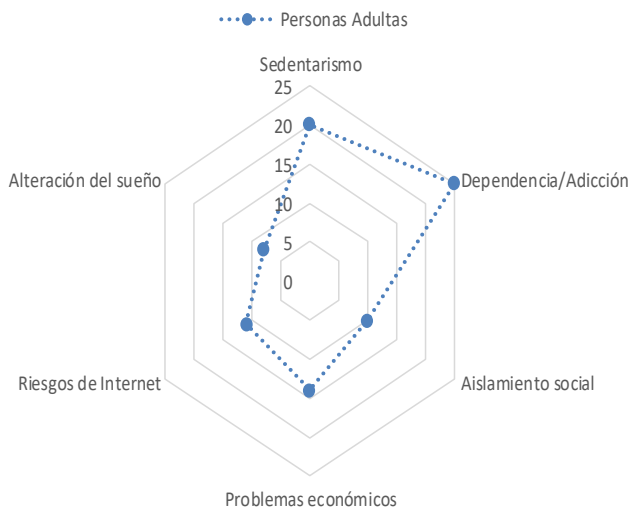 Personas Adultas
Sedentarismo
25
20
15
10
5
0
Alteración del sueño
Dependencia/Adicción
Riesgos de Internet
Aislamiento social
Problemas económicos